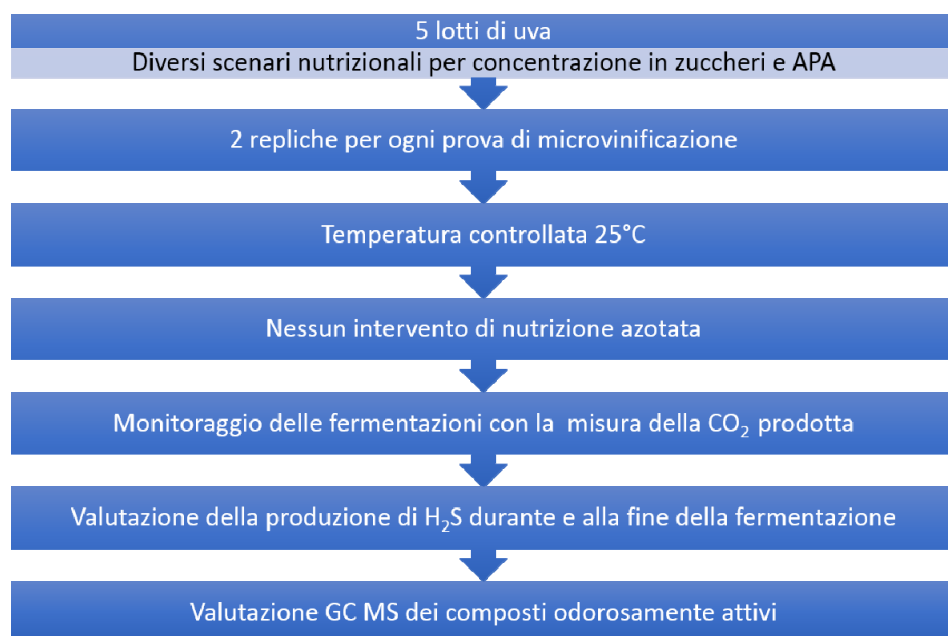 5 lotti di uva
Diversi scenari nutrizionali per concentrazione in zuccheri e APA
2 repliche per ogni prova di microvinificazione
Temperatura controllata 25°C
Nessun intervento di nutrizione azotata
Monitoraggio delle fermentazioni con la misura della CO₂ prodotta
Valutazione della produzione di H₂S durante e alla fine della fermentazione
Valutazione GC MS dei composti odorosamente attivi